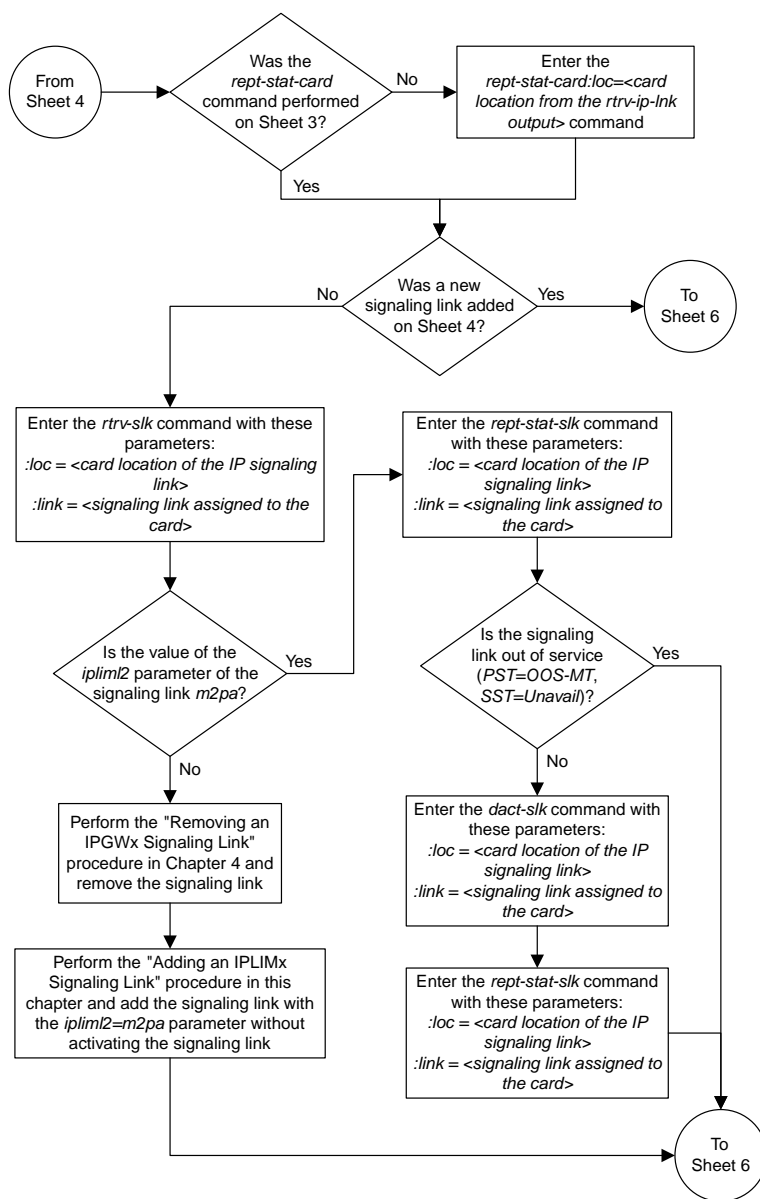 From
Sheet 4
Was the
rept-stat-card
command performed
on Sheet 3?
No
Enter the
rept-stat-card:loc=<card
location from the rtrv-ip-lnk
output> command
Yes
Was a new
signaling link added
on Sheet 4?
No
Yes
To
Sheet 6
Enter the rtrv-slk command with these
parameters:
:loc = <card location of the IP signaling
link>
:link = <signaling link assigned to the
card>
Enter the rept-stat-slk command
with these parameters:
:loc = <card location of the IP
signaling link>
:link = <signaling link assigned to
the card>
Is the value of the
ipliml2 parameter of the
signaling link m2pa?
Yes
No
Is the signaling
link out of service
(PST=OOS-MT,
SST=Unavail)?
Yes
No
Perform the "Removing an
IPGWx Signaling Link"
procedure in Chapter 4 and
remove the signaling link
Enter the dact-slk command with
these parameters:
:loc = <card location of the IP
signaling link>
:link = <signaling link assigned to
the card>
Perform the "Adding an IPLIMx
Signaling Link" procedure in this
chapter and add the signaling link with
the ipliml2=m2pa parameter without
activating the signaling link
Enter the rept-stat-slk command
with these parameters:
:loc = <card location of the IP
signaling link>
:link = <signaling link assigned to
the card>
To
Sheet 6